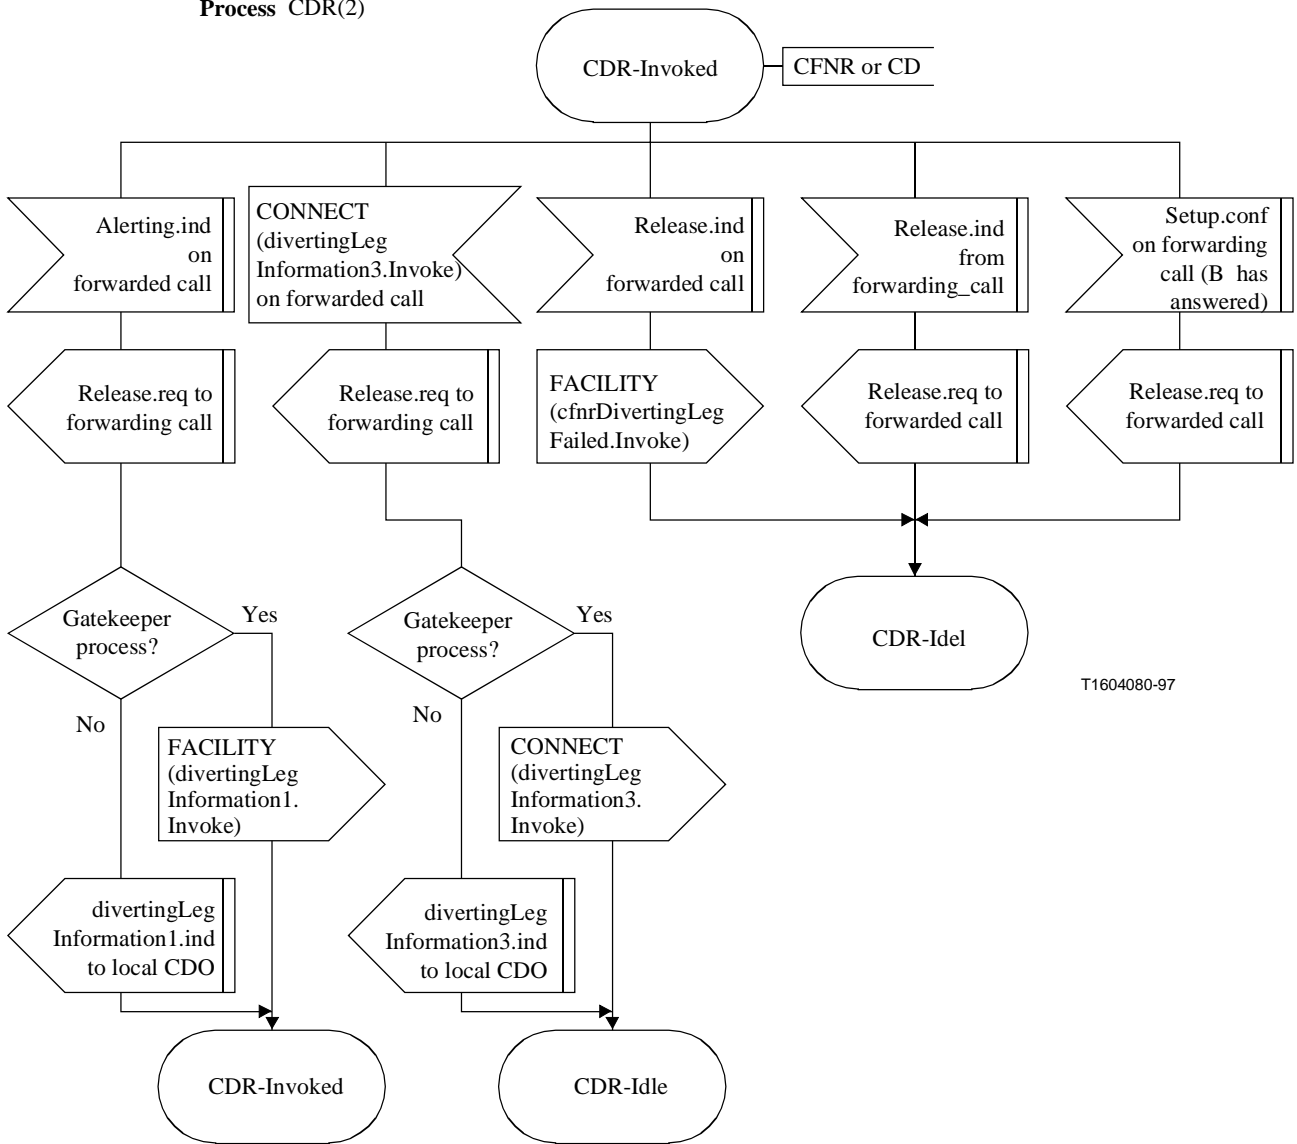 Process CDR(2)
CDR-Invoked
CFNR or CD
Alerting.ind
on
forwarded call
CONNECT
(divertingLeg
Information3.Invoke)
on forwarded call
Release.ind
on
forwarded call
Release.ind
from
forwarding_call
Setup.conf
on forwarding
call (B has
answered)
Release.req to
forwarding call
Release.req to
forwarding call
FACILITY
(cfnrDivertingLeg
Failed.Invoke)
Release.req to
forwarded call
Release.req to
forwarded call
Gatekeeper
process?
Yes
No
Gatekeeper
process?
Yes
No
CDR-Idel
T1604080-97
FACILITY
(divertingLeg
Information1.
Invoke)
CONNECT
(divertingLeg
Information3.
Invoke)
divertingLeg
Information1.ind
to local CDO
divertingLeg
Information3.ind
to local CDO
CDR-Invoked
CDR-Idle